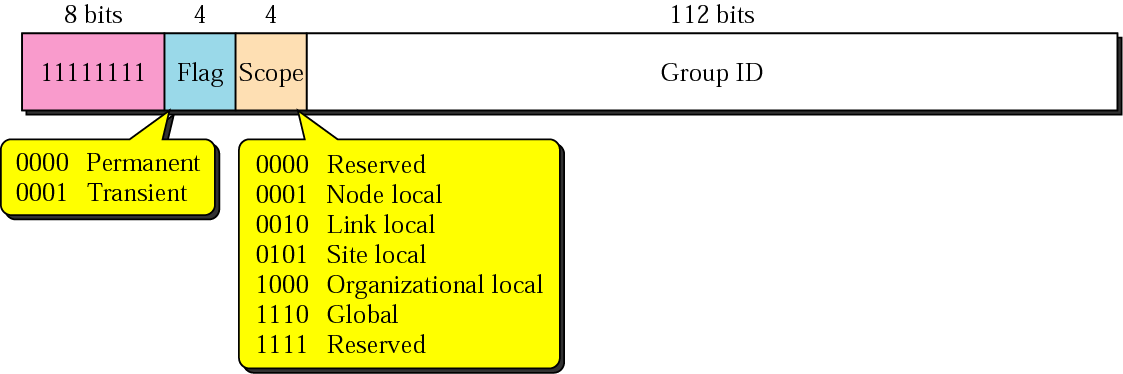 8 bits 4 4 112 bits
11111111 Flag Scope Group ID
0000 Permanent
0001 Transient
0000 Reserved
0001 Node local
0010 Link local
0101 Site local
1000 Organizational local
1110 Global
1111 Reserved